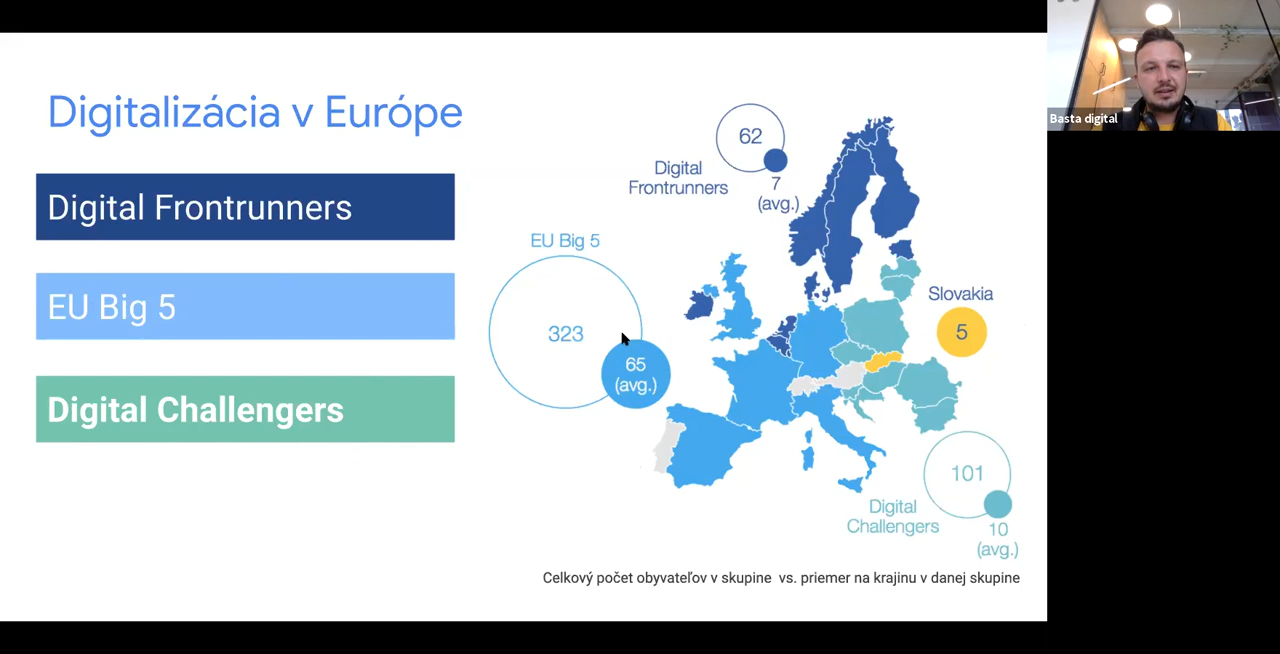 Digitalizácia v Európe
Digital Frontrunners
EU Big 5
Digital Challengers
62
Digital
Frontrunners
7
(avg.)
EU Big 5
323
65
(avg.)
Slovakia
5
101
Digital
Challengers
10
(avg.)
Celkový počet obyvateľov v skupine vs. priemer na krajinu v danej skupine
Basta digital